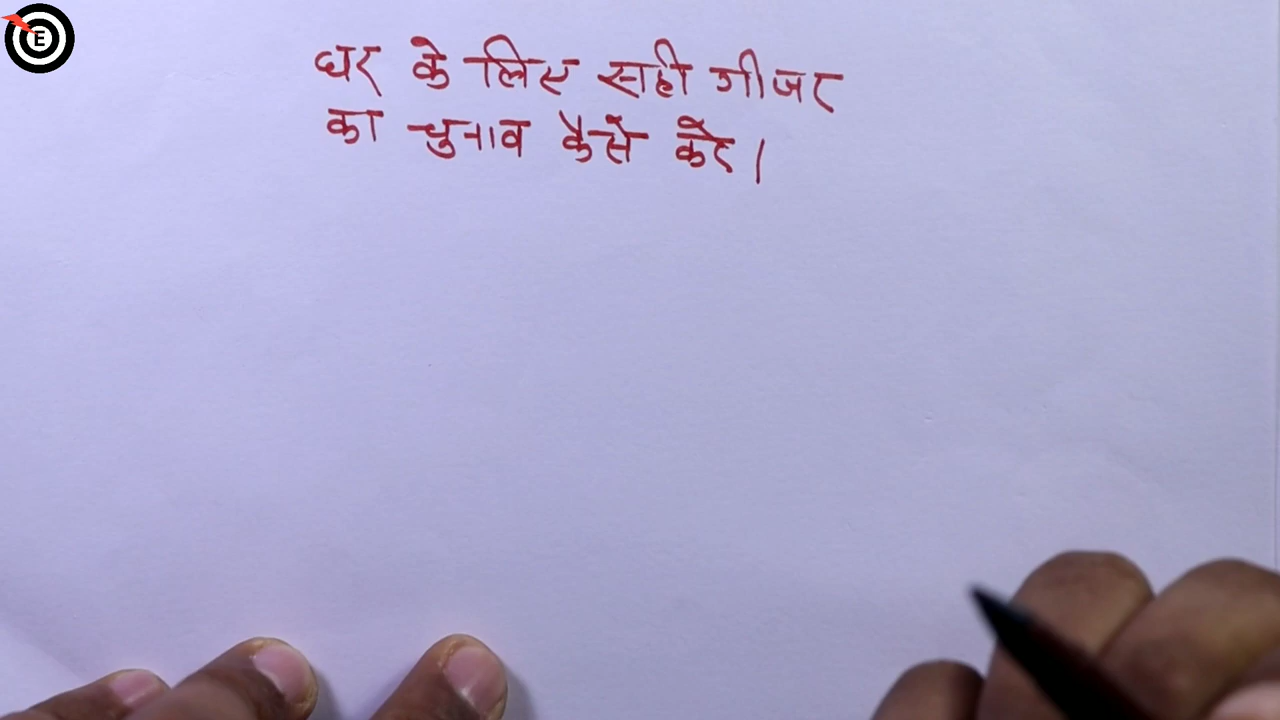 E
घर के लिए सही गीजर
का चुनाव कैसे करे।